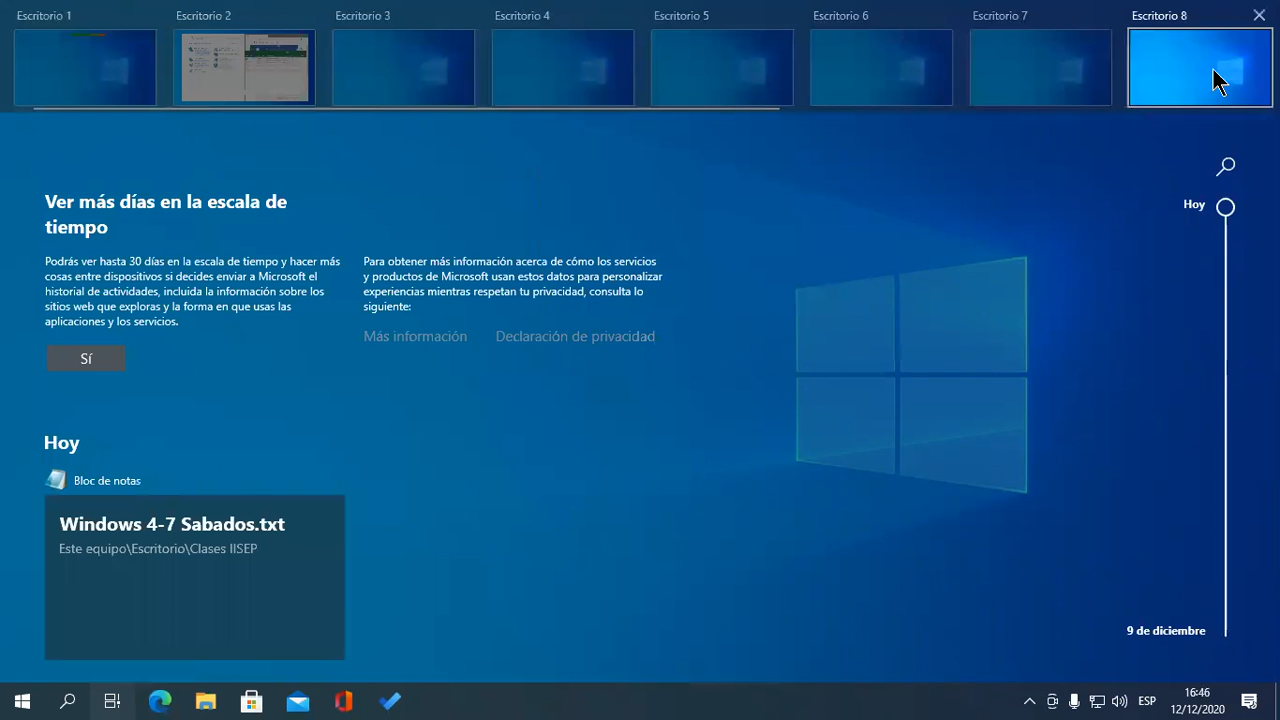 Escritorio 1
Escritorio 2
Escritorio 3
Escritorio 4
Escritorio 5
Escritorio 6
Escritorio 7
Escritorio 8
Hoy
Ver más días en la escala de
tiempo
Podrás ver hasta 30 días en la escala de tiempo y hacer más
cosas entre dispositivos si decides enviar a Microsoft el
historial de actividades, incluida la información sobre los
sitios web que exploras y la forma en que usas las
aplicaciones y los servicios.
Para obtener más información acerca de cómo los servicios
y productos de Microsoft usan estos datos para personalizar
experiencias mientras respetan tu privacidad, consulta lo
siguiente:
Más información
Declaración de privacidad
Sí
Hoy
Bloc de notas
Windows 4-7 Sabados.txt
Este equipo\Escritorio\Clases IISEP
9 de diciembre
ESP
16:46
12/12/2020